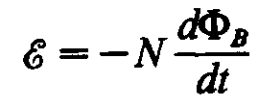 ℰ = −N dΦ_B/dt